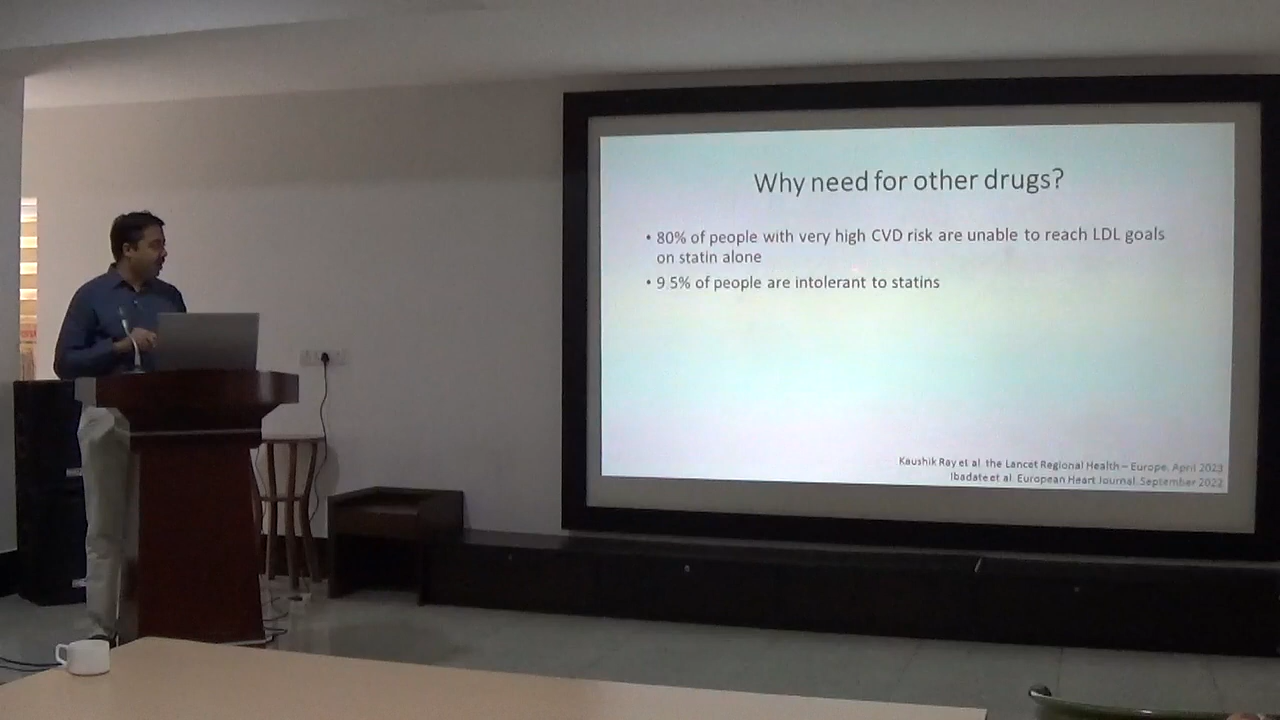 Why need for other drugs?
• 80% of people with very high CVD risk are unable to reach LDL goals
on statin alone
• 9 5% of people are intolerant to statins
Kaushik Ray et al the Lancet Regional Health – Europe, April 2023
Ibadate et al European Heart Journal, September 2022